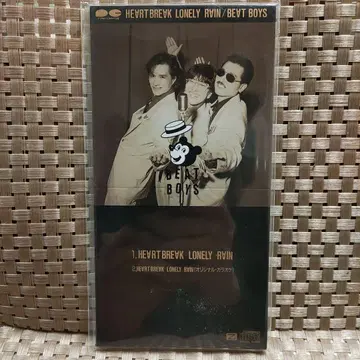 HEARTBREAK LONELY RAIN/BEAT BOYS
BEAT
BOYS
1. HEARTBREAK LONELY RAIN
2. HEARTBREAK LONELY RAIN(オリジナル・カラオケ)